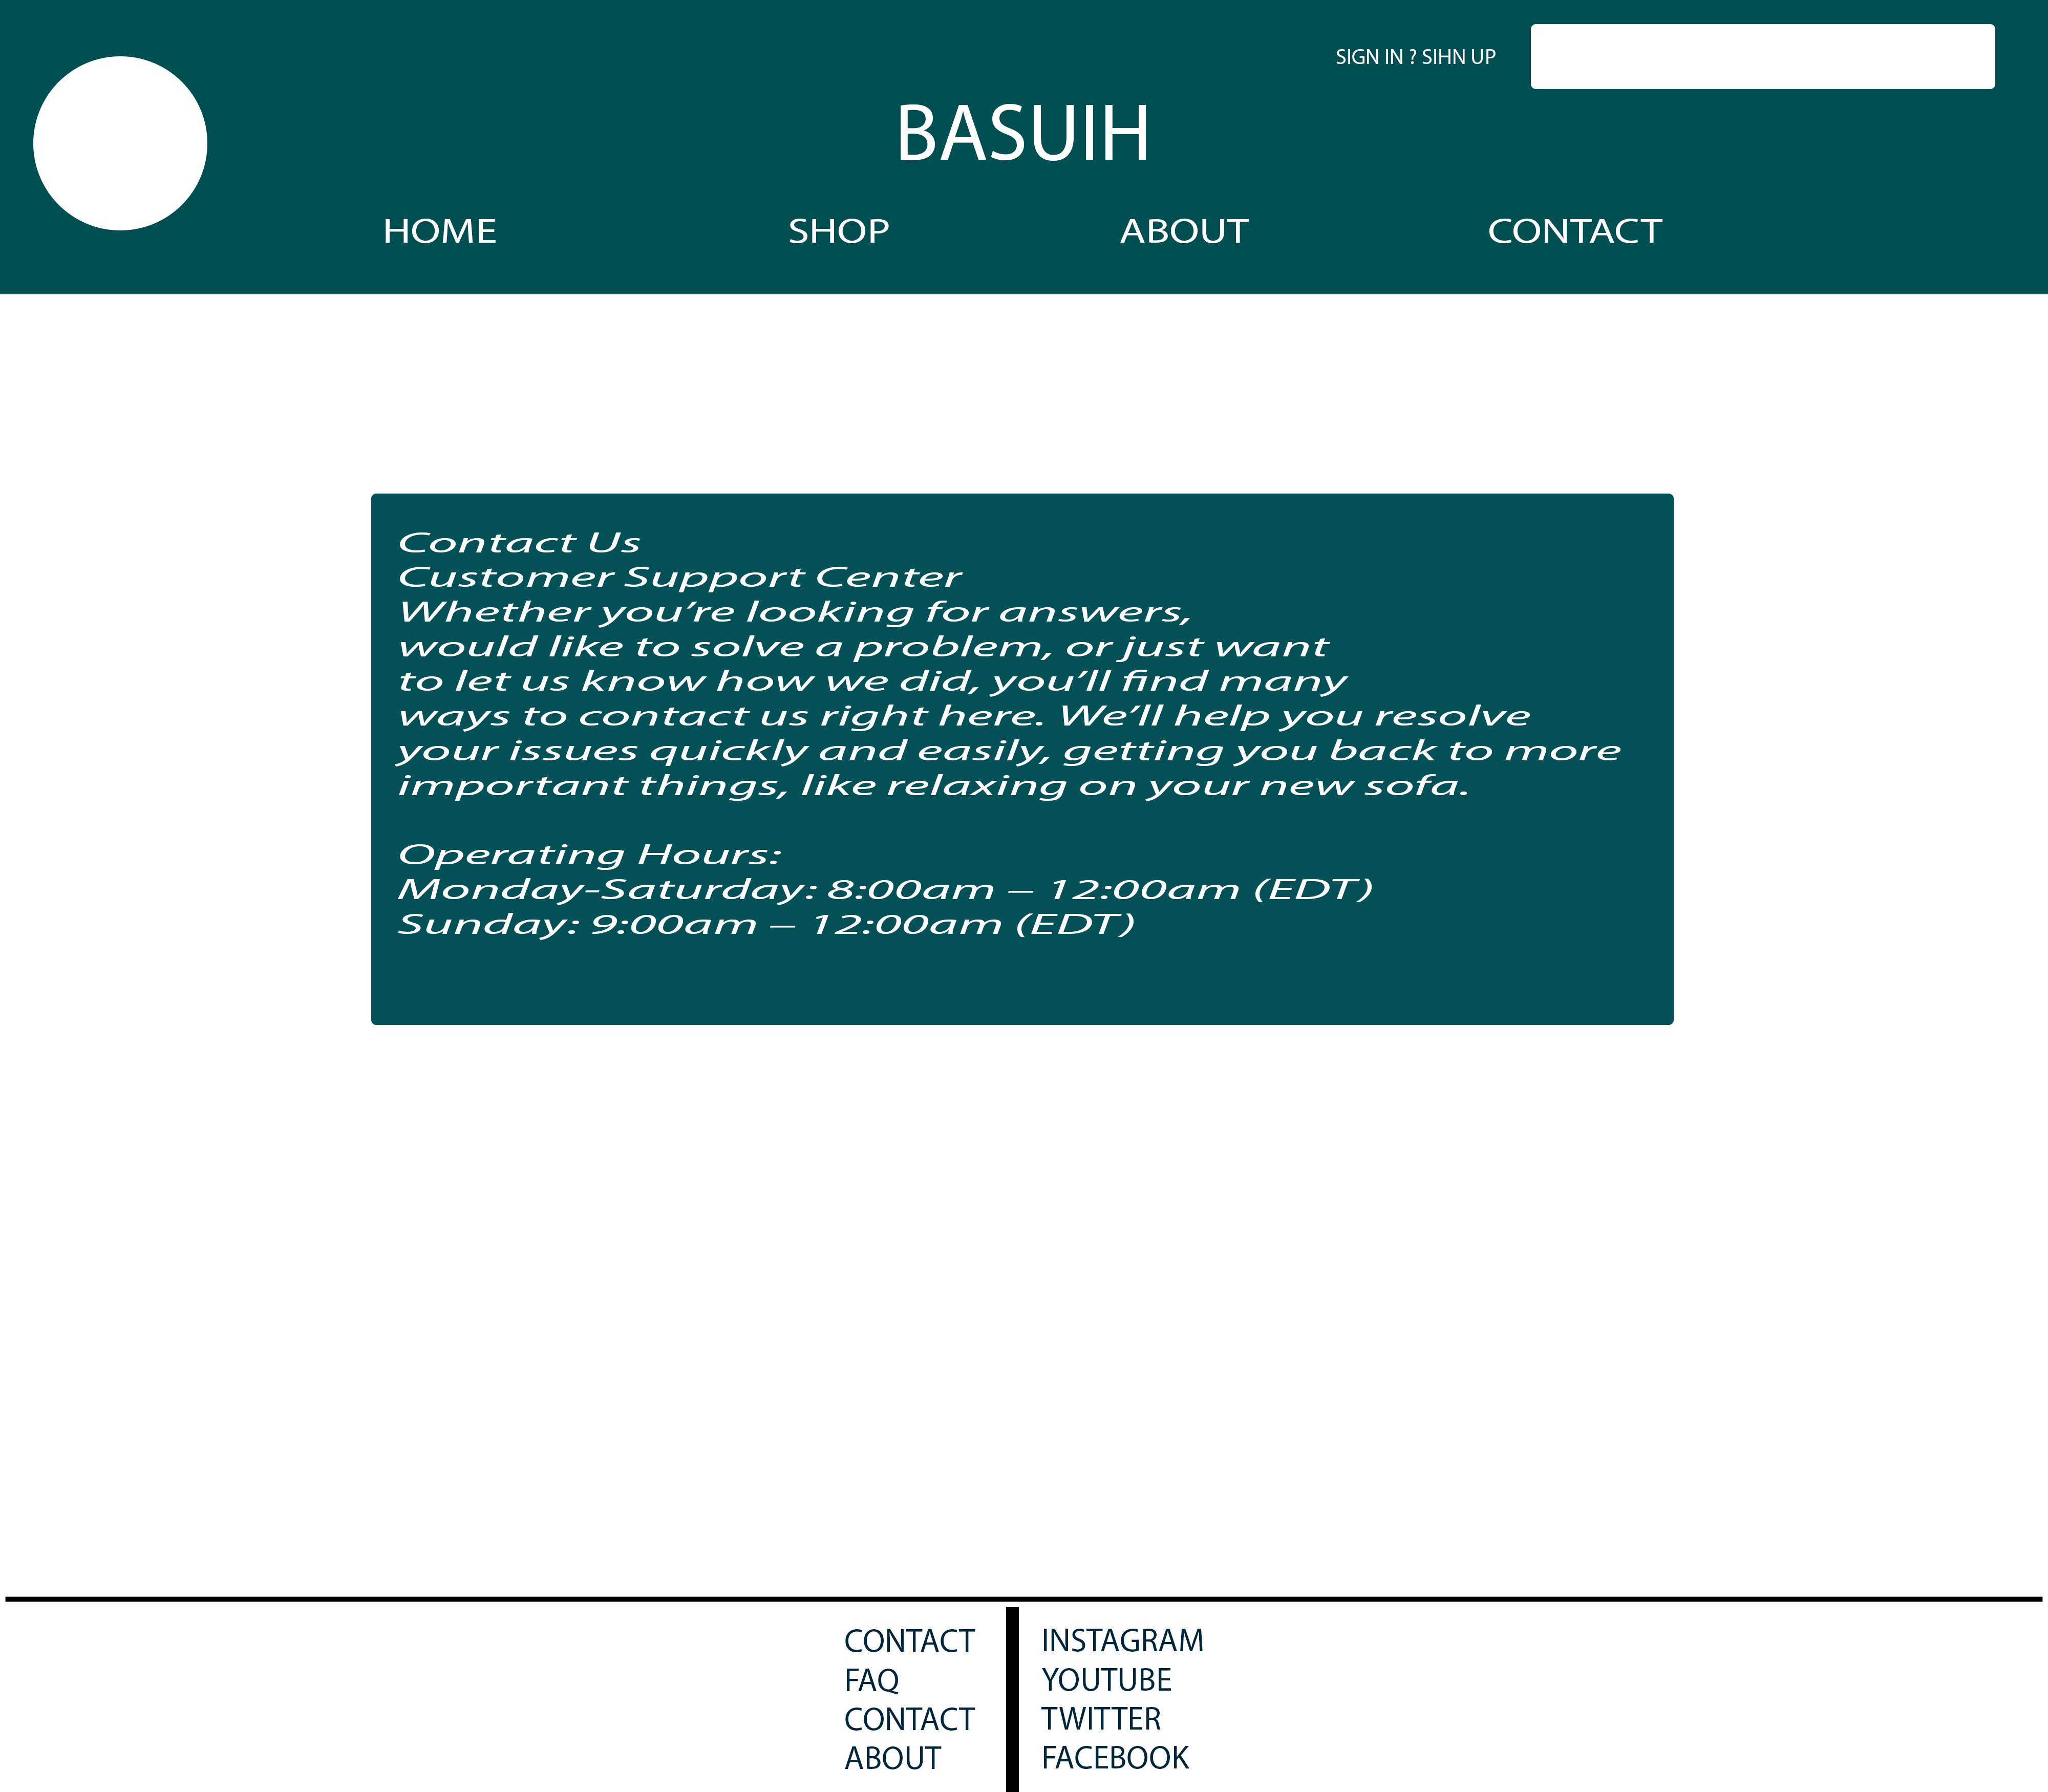 SIGN IN ? SIHN UP
BASUIH
HOME SHOP ABOUT CONTACT
Contact Us
Customer Support Center
Whether you’re looking for answers,
would like to solve a problem, or just want
to let us know how we did, you’ll find many
ways to contact us right here. We’ll help you resolve
your issues quickly and easily, getting you back to more
important things, like relaxing on your new sofa.
Operating Hours:
Monday-Saturday: 8:00am – 12:00am (EDT)
Sunday: 9:00am – 12:00am (EDT)
CONTACT
FAQ
CONTACT
ABOUT
INSTAGRAM
YOUTUBE
TWITTER
FACEBOOK